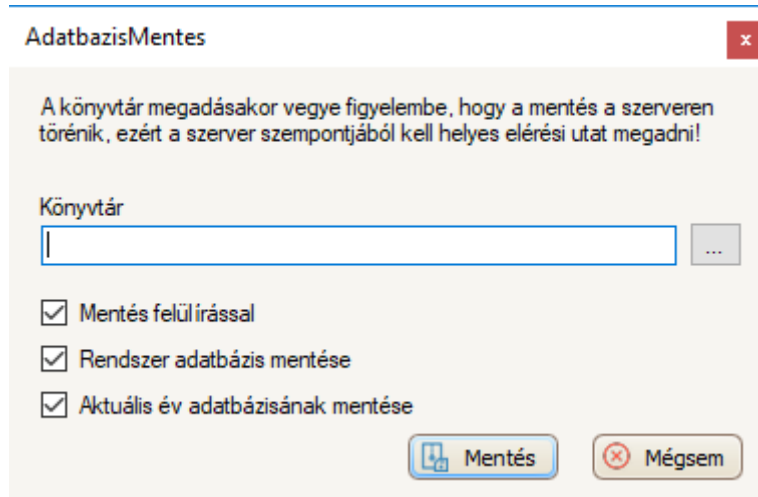 AdatbazisMentes
x
A könyvtár megadásakor vegye figyelembe, hogy a mentés a szerveren
törénik, ezért a szerver szempontjából kell helyes elérési utat megadni!
Könyvtár
...
Mentés felülírással
Rendszer adatbázis mentése
Aktuális év adatbázisának mentése
Mentés Mégsem